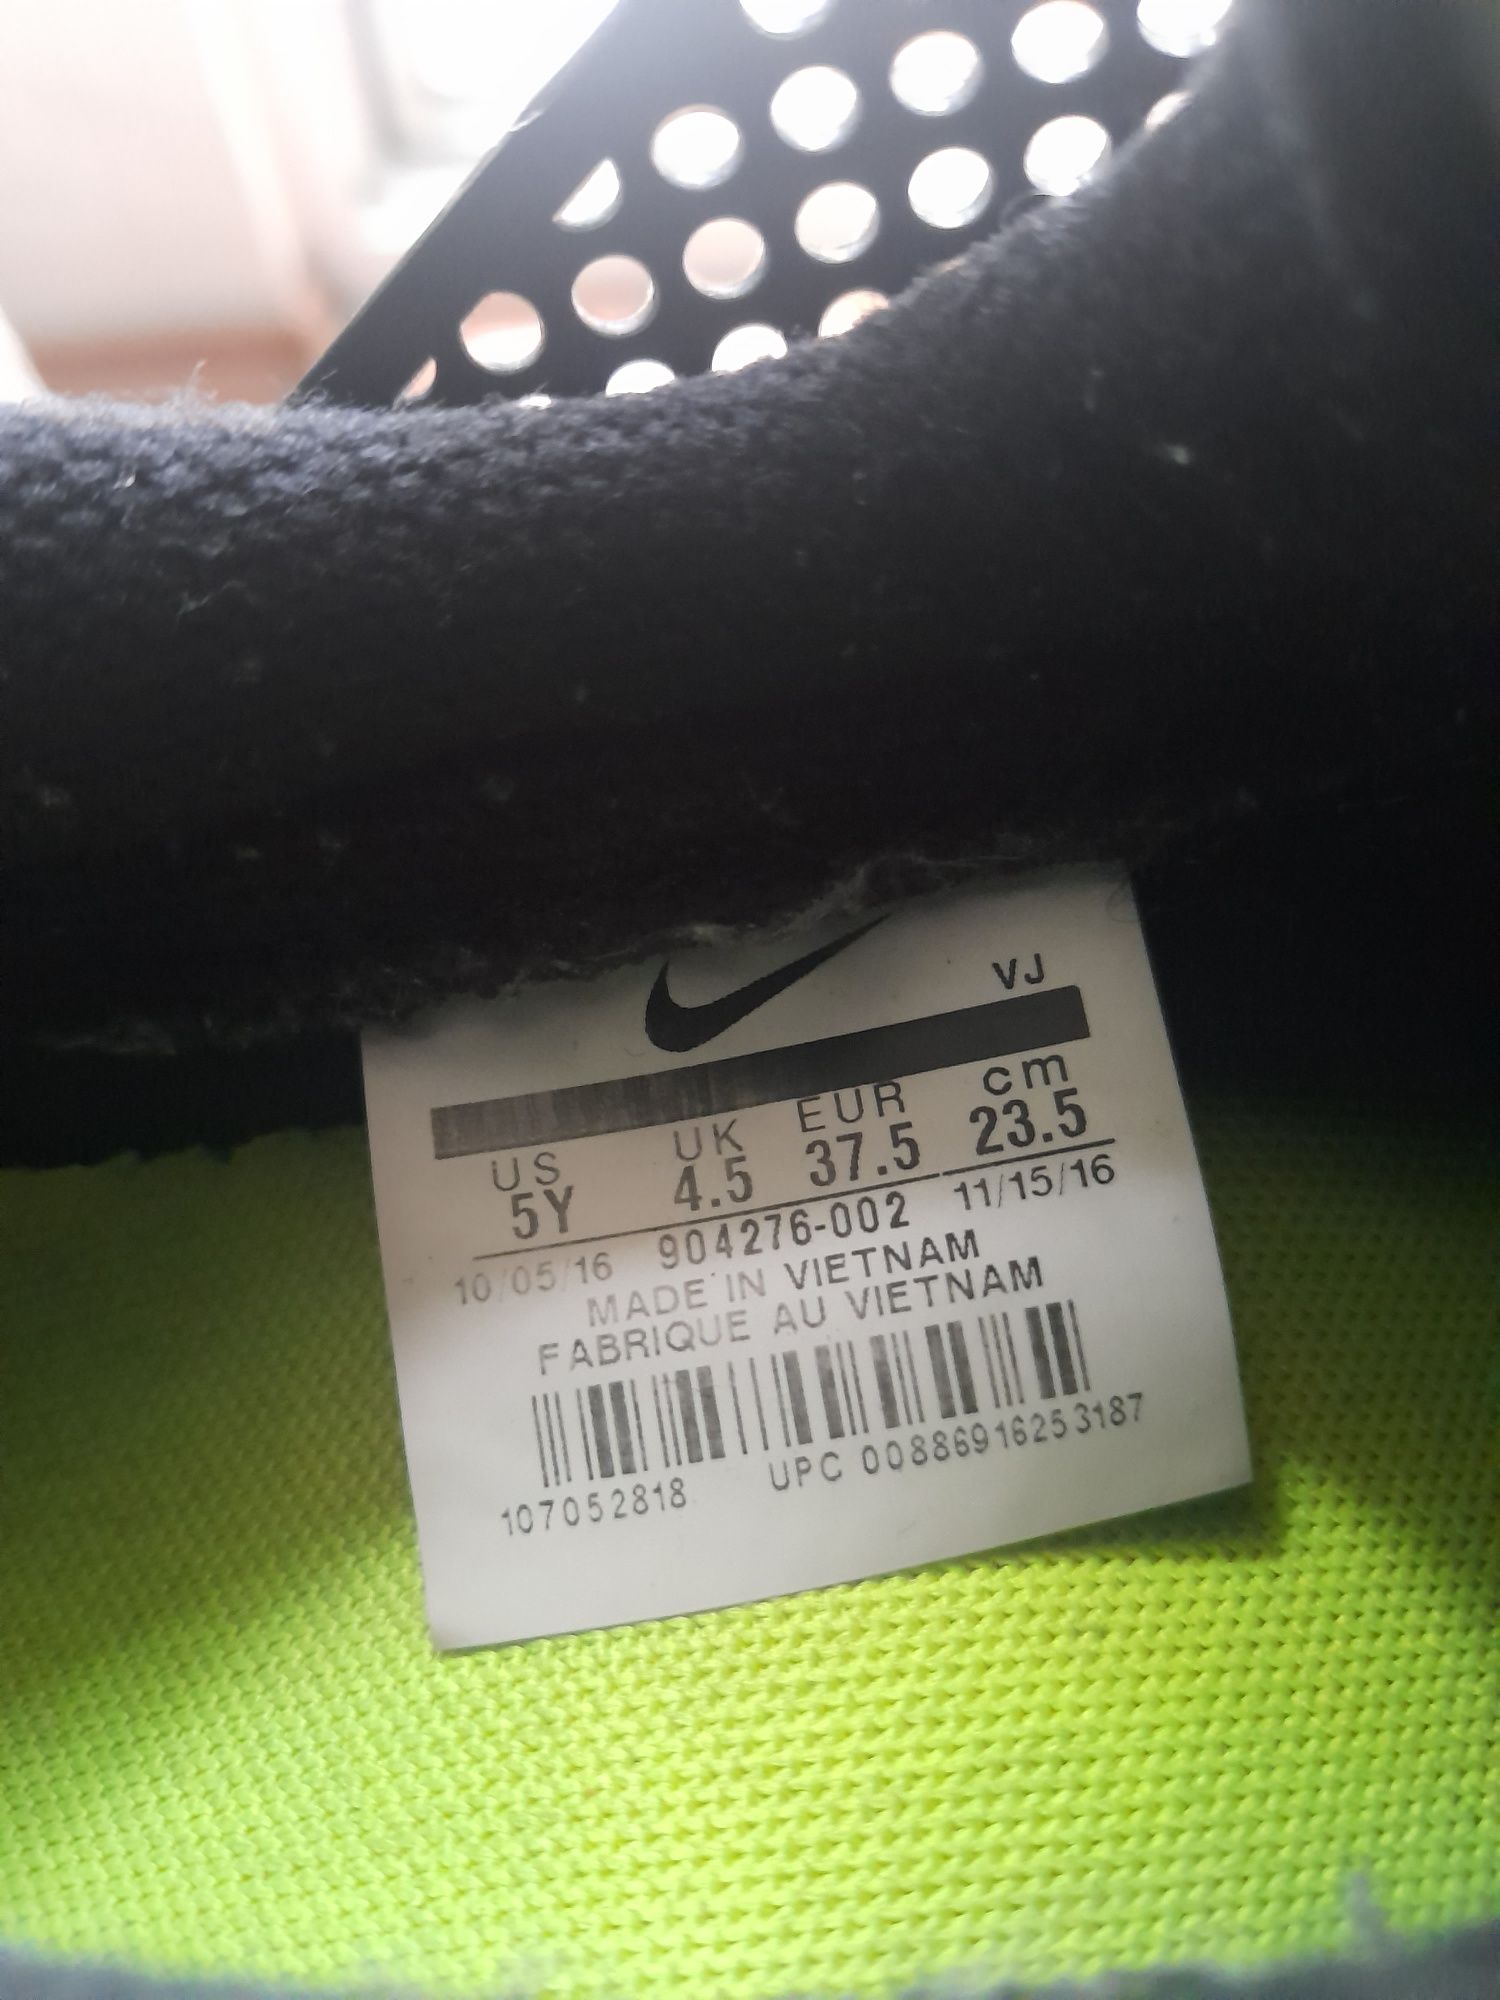 VJ
US UK EUR cm
5Y 4.5 37.5 23.5
10/05/16 904276-002 11/15/16
MADE IN VIETNAM
FABRIQUE AU VIETNAM
107052818 UPC 00886916253187